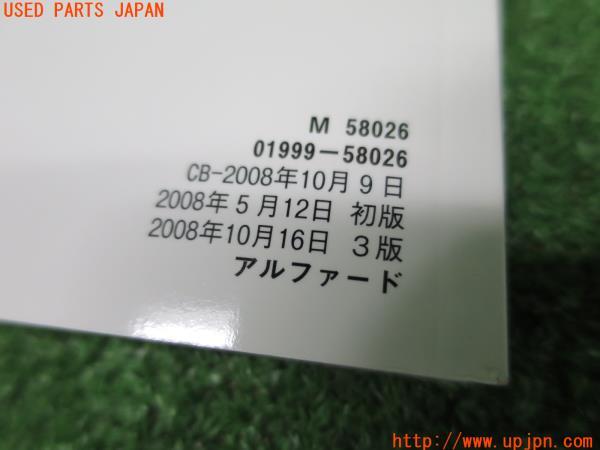 USED PARTS JAPAN
M 58026
01999-58026
CB-2008年10月9日
2008年5月12日 初版
2008年10月16日 3版
アルファード
http://www.upjpn.com/